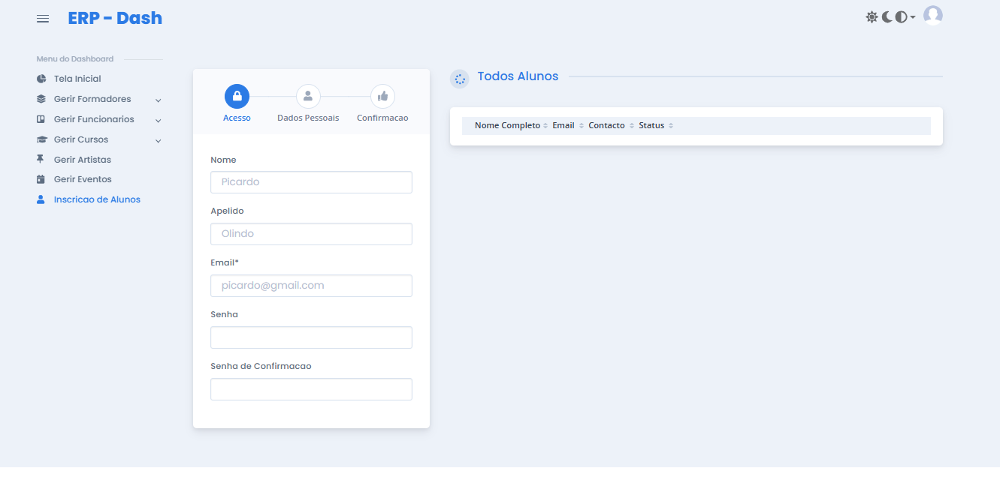 ERP - Dash
Menu do Dashboard
Tela Inicial
Gerir Formadores
Gerir Funcionarios
Gerir Cursos
Gerir Artistas
Gerir Eventos
Inscricao de Alunos
Acesso
Dados Pessoais
Confirmacao
Nome
Picardo
Apelido
Olindo
Email*
picardo@gmail.com
Senha
Senha de Confirmacao
Todos Alunos
Nome Completo Email Contacto Status